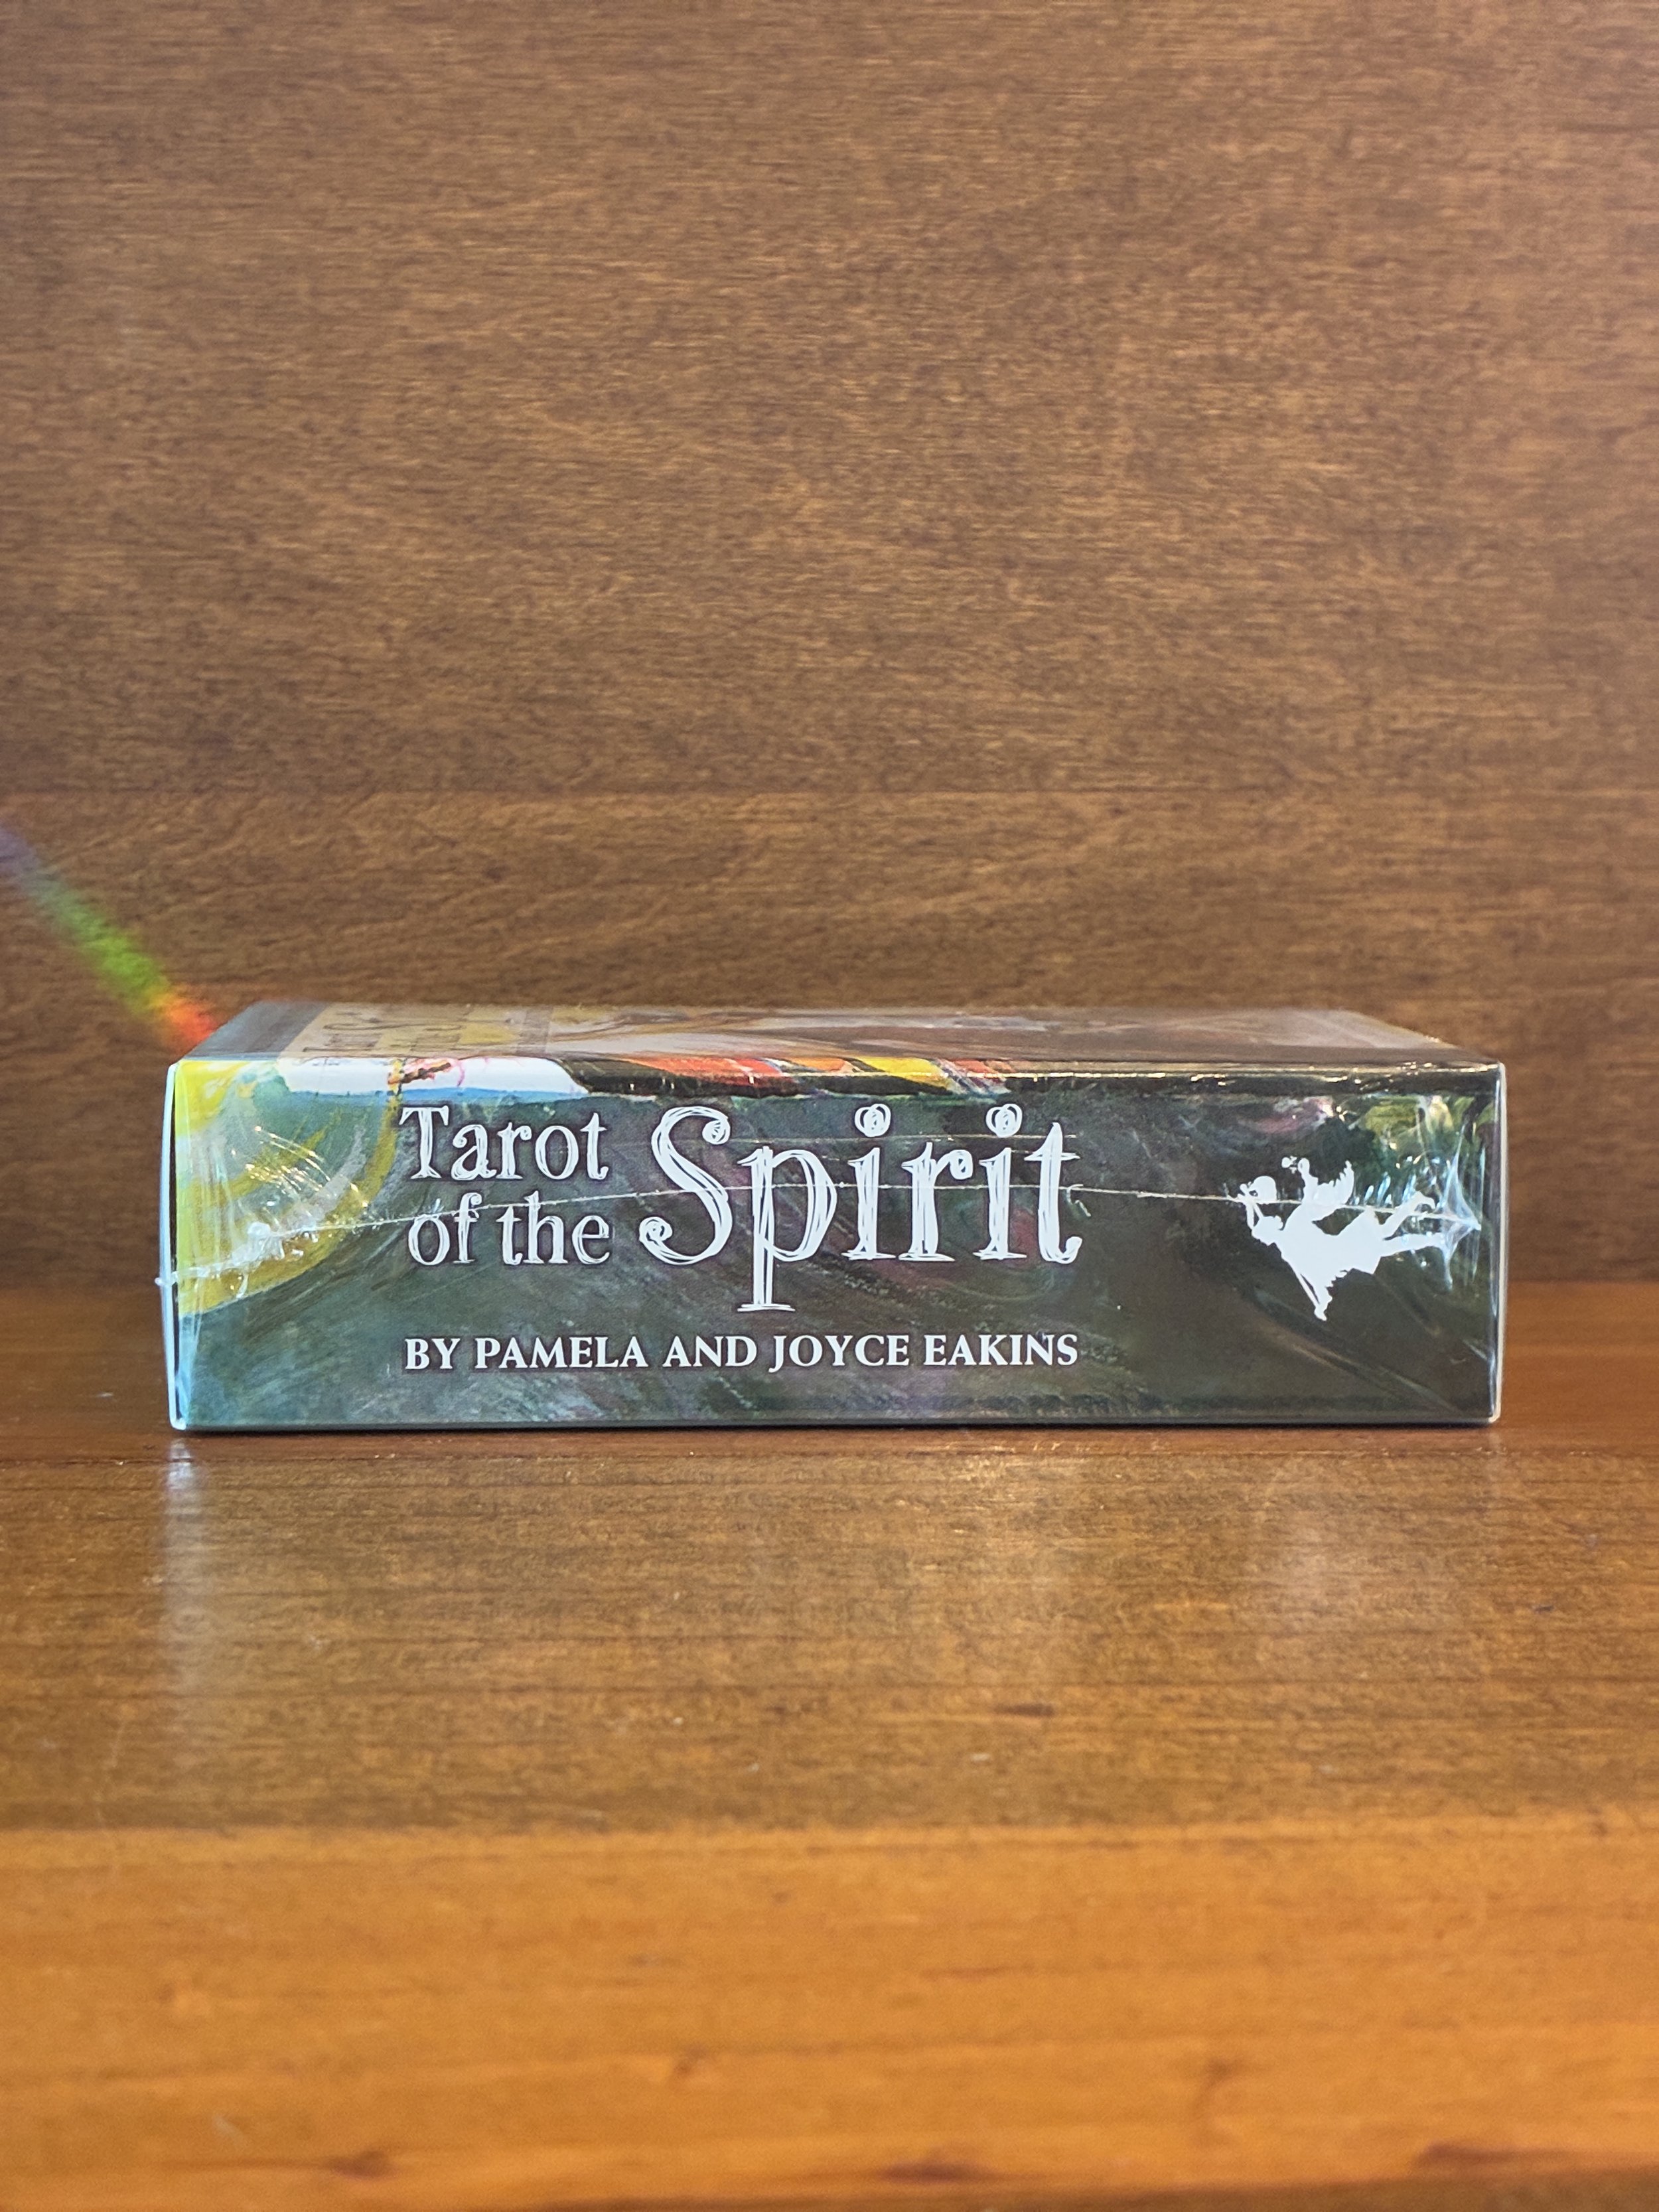 Tarot
of the Spirit
BY PAMELA AND JOYCE EAKINS